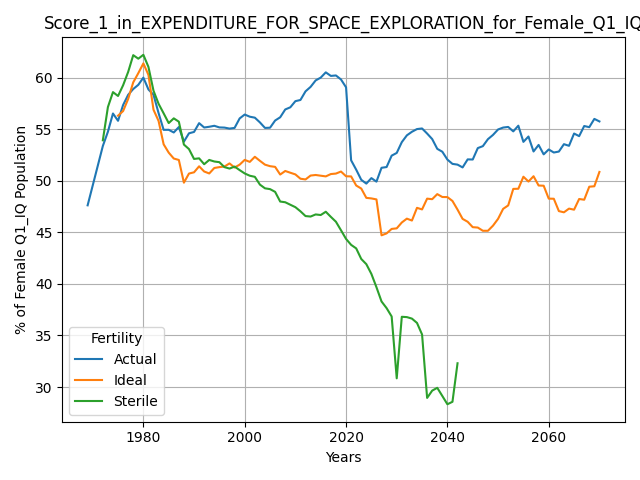 Score_1_in_EXPENDITURE_FOR_SPACE_EXPLORATION_for_Female_Q1_IQ
% of Female Q1_IQ Population
60
55
50
45
40
35
30
Fertility
Actual
Ideal
Sterile
1980 2000 2020 2040 2060
Years